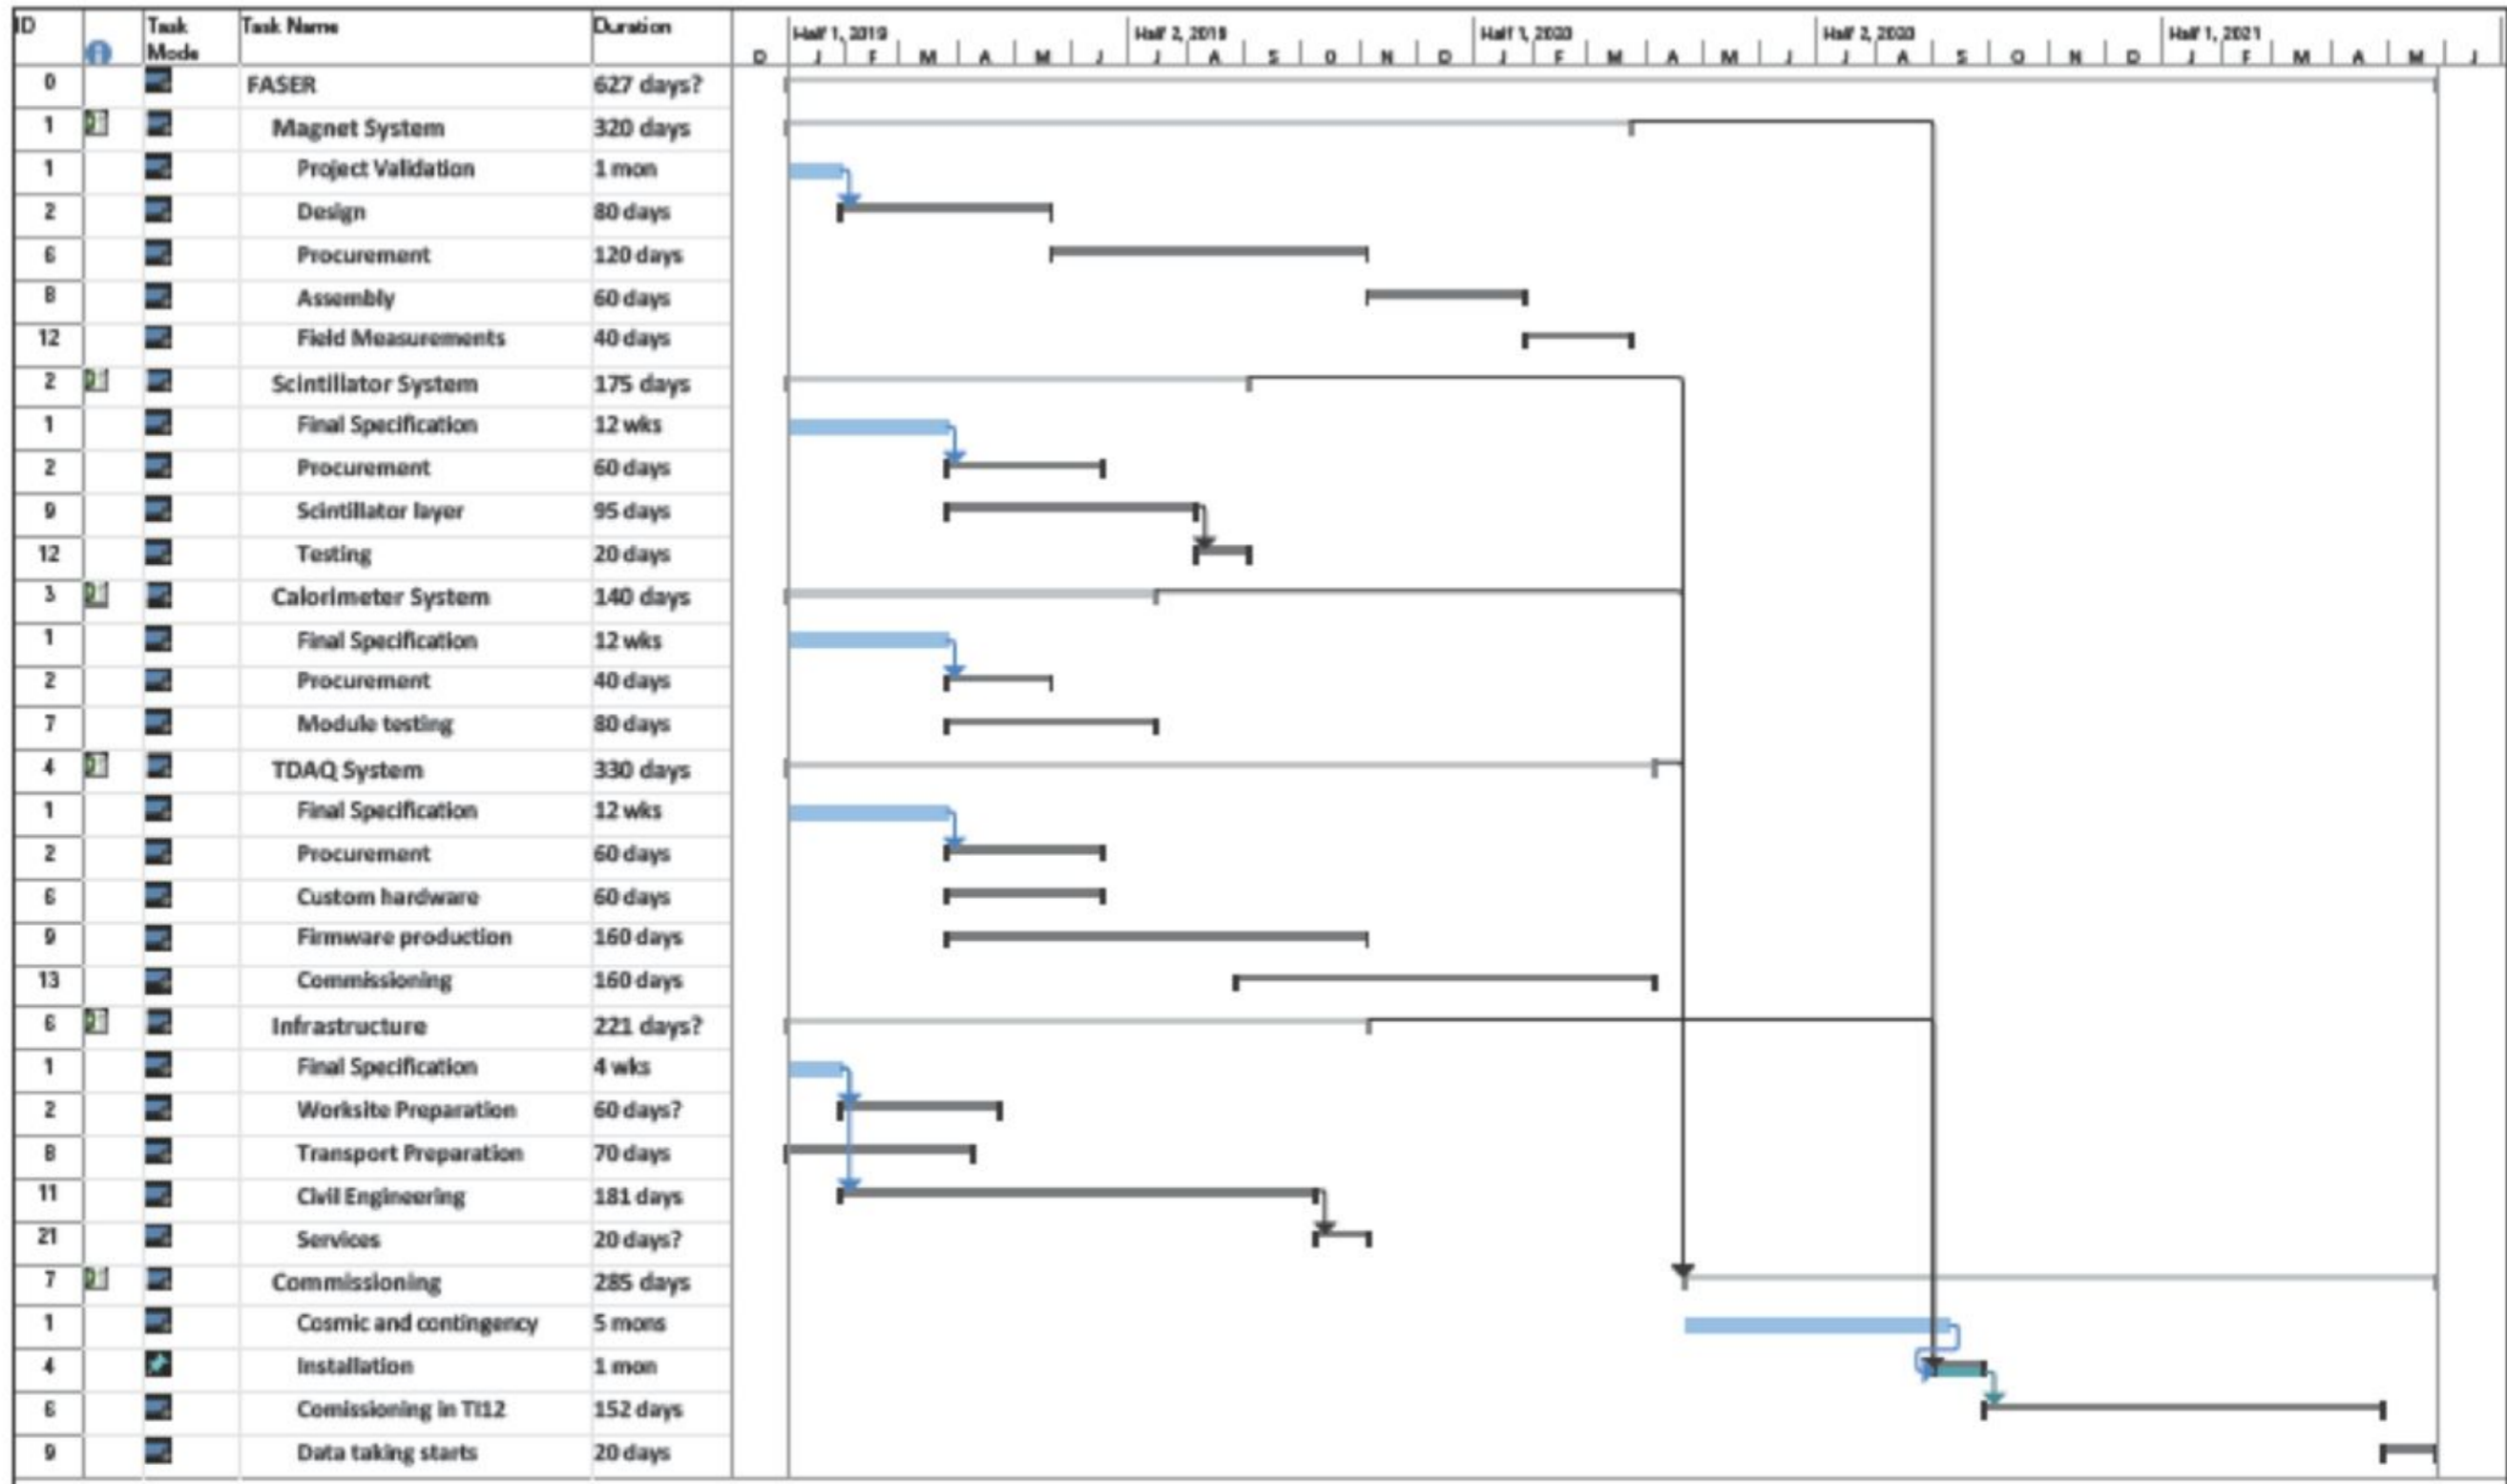 ID Task Mode Task Name Duration Half 1, 2019 Half 2, 2019 Half 1, 2020 Half 2, 2020 Half 1, 2021
D J F M A M J J A S O N D J F M A M J J A S O N D J F M A M J
0 FASER 627 days?
1 Magnet System 320 days
1 Project Validation 1 mon
2 Design 80 days
6 Procurement 120 days
8 Assembly 60 days
12 Field Measurements 40 days
2 Scintillator System 175 days
1 Final Specification 12 wks
2 Procurement 60 days
9 Scintillator layer 95 days
12 Testing 20 days
3 Calorimeter System 140 days
1 Final Specification 12 wks
2 Procurement 40 days
7 Module testing 80 days
4 TDAQ System 330 days
1 Final Specification 12 wks
2 Procurement 60 days
6 Custom hardware 60 days
9 Firmware production 160 days
13 Commissioning 160 days
6 Infrastructure 221 days?
1 Final Specification 4 wks
2 Worksite Preparation 60 days?
8 Transport Preparation 70 days
11 Civil Engineering 181 days
21 Services 20 days?
7 Commissioning 285 days
1 Cosmic and contingency 5 mons
4 Installation 1 mon
6 Comissioning in TI12 152 days
9 Data taking starts 20 days